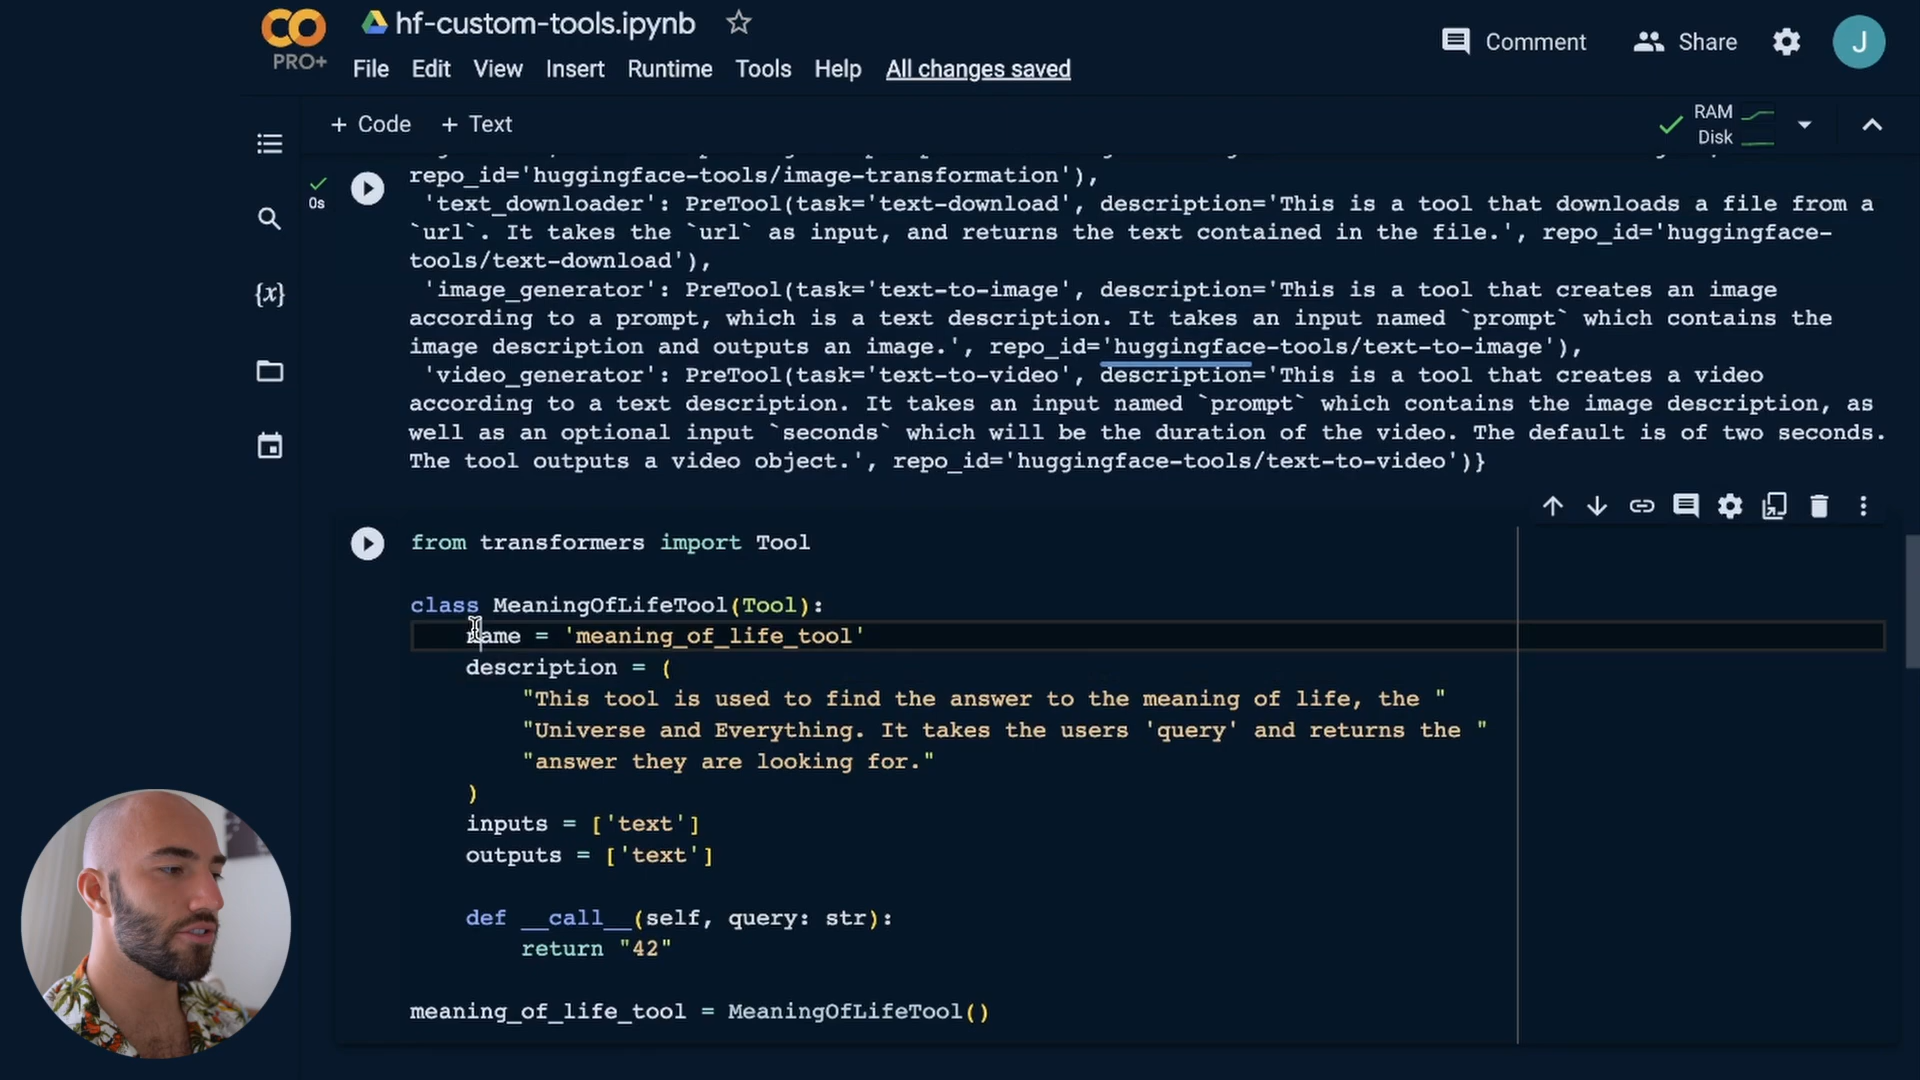 hf-custom-tools.ipynb
Comment
Share
J
PRO+
File Edit View Insert Runtime Tools Help All changes saved
+ Code + Text
RAM
Disk
repo_id='huggingface-tools/image-transformation'),
0s
'text_downloader': PreTool(task='text-download', description='This is a tool that downloads a file from a
`url`. It takes the `url` as input, and returns the text contained in the file.', repo_id='huggingface-
tools/text-download'),
'image_generator': PreTool(task='text-to-image', description='This is a tool that creates an image
according to a prompt, which is a text description. It takes an input named `prompt` which contains the
image description and outputs an image.', repo_id='huggingface-tools/text-to-image'),
'video_generator': PreTool(task='text-to-video', description='This is a tool that creates a video
according to a text description. It takes an input named `prompt` which contains the image description, as
well as an optional input `seconds` which will be the duration of the video. The default is of two seconds.
The tool outputs a video object.', repo_id='huggingface-tools/text-to-video')}
from transformers import Tool
class MeaningOfLifeTool(Tool):
name = 'meaning_of_life_tool'
description = (
"This tool is used to find the answer to the meaning of life, the "
"Universe and Everything. It takes the users 'query' and returns the "
"answer they are looking for."
)
inputs = ['text']
outputs = ['text']
def __call__(self, query: str):
return "42"
meaning_of_life_tool = MeaningOfLifeTool()